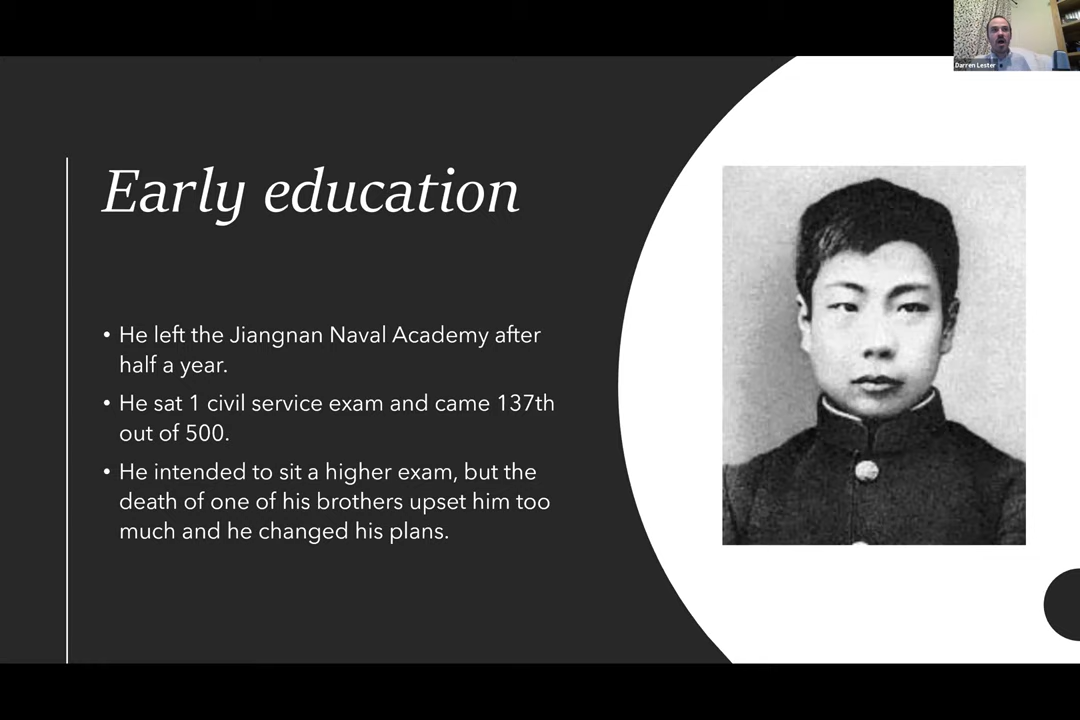 Darren Lester
Early education
• He left the Jiangnan Naval Academy after
half a year.
• He sat 1 civil service exam and came 137th
out of 500.
• He intended to sit a higher exam, but the
death of one of his brothers upset him too
much and he changed his plans.